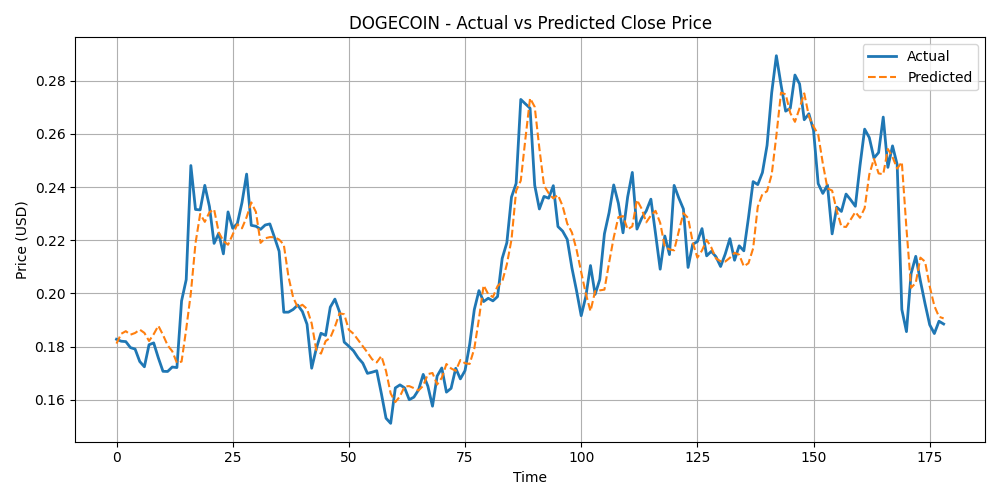 DOGECOIN - Actual vs Predicted Close Price
Actual
Predicted
Price (USD)
0.28
0.26
0.24
0.22
0.20
0.18
0.16
0 25 50 75 100 125 150 175
Time